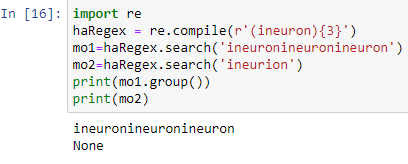 In [16]: import re
haRegex = re.compile(r'(ineuron){3}')
mo1=haRegex.search('ineuronineuronineuron')
mo2=haRegex.search('ineurion')
print(mo1.group())
print(mo2)
ineuronineuronineuron
None